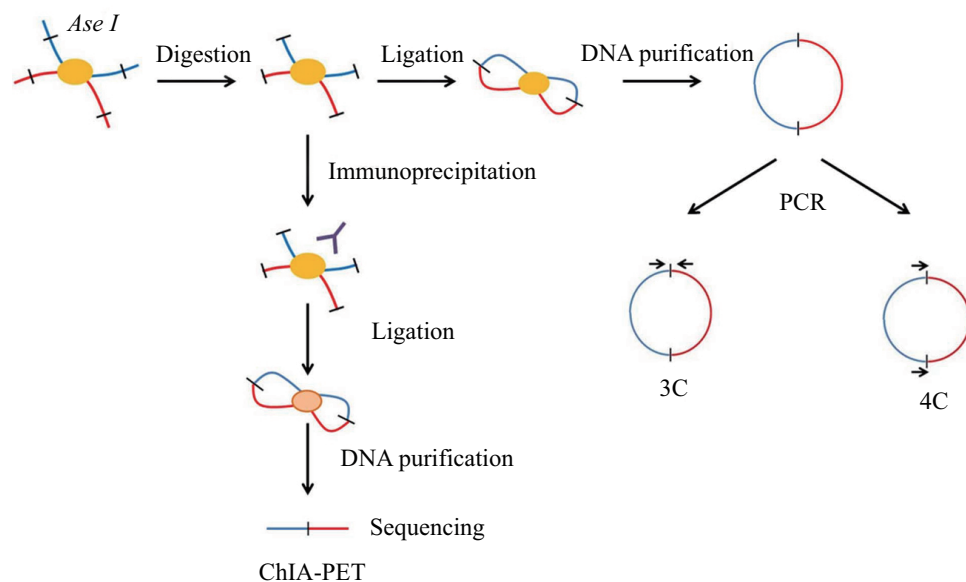 Ase I
Digestion
Ligation
DNA purification
Immunoprecipitation
PCR
Ligation
3C
4C
DNA purification
Sequencing
ChIA-PET